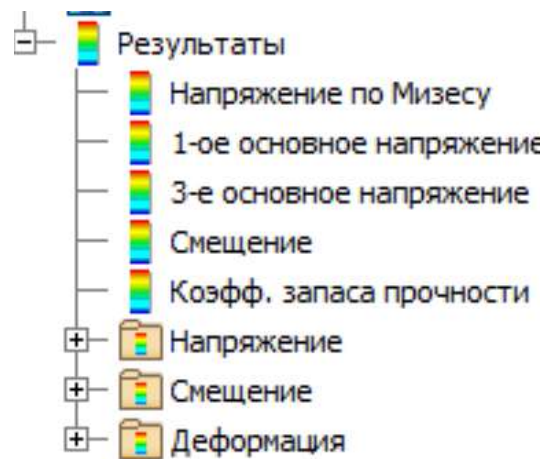 Результаты
Напряжение по Мизесу
1-ое основное напряжение
3-е основное напряжение
Смещение
Коэфф. запаса прочности
Напряжение
Смещение
Деформация